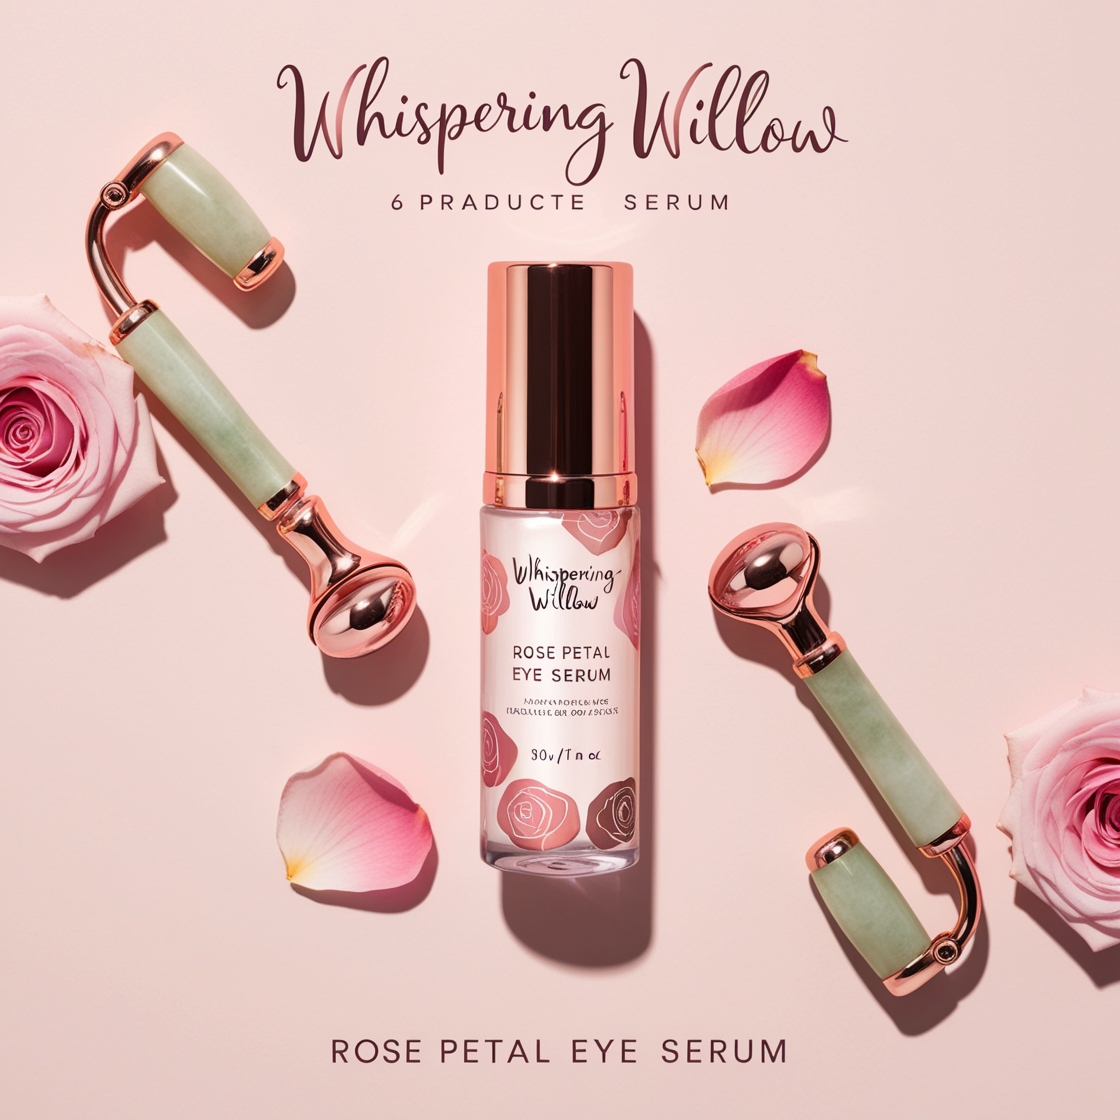 Whispering Willow
6 PRADUCTE SERUM
Whispering
Willow
ROSE PETAL
EYE SERUM
ROSE PETAL EYE SERUM